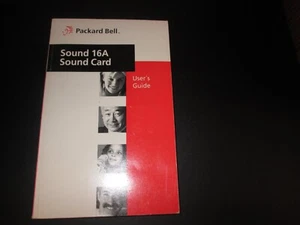 Packard Bell.
Sound 16A
Sound Card
User's
Guide